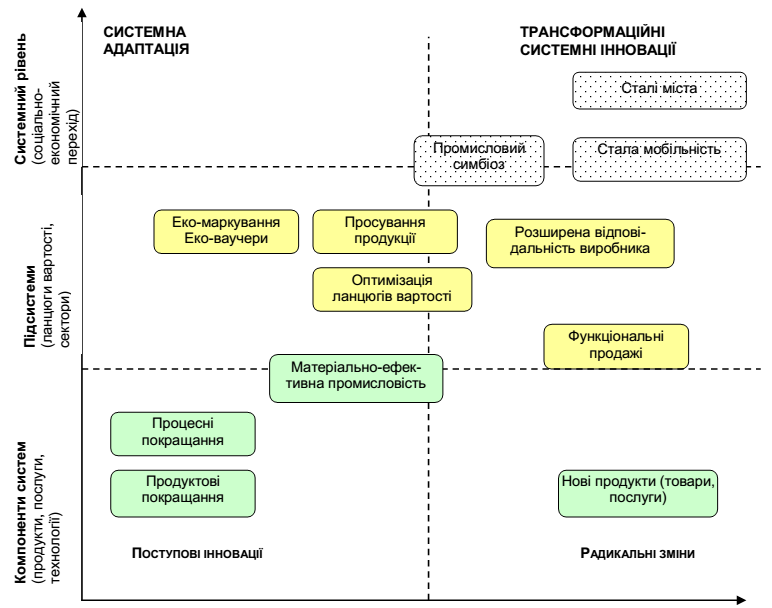 СИСТЕМНА
АДАПТАЦІЯ
ТРАНСФОРМАЦІЙНІ
СИСТЕМНІ ІННОВАЦІЇ
Системний рівень
(соціально-
економічний
перехід)
Сталі міста
Промисловий
симбіоз
Стала мобільність
Підсистеми
(ланцюги вартості,
сектори)
Еко-маркування
Еко-ваучери
Просування
продукції
Розширена відпові-
дальність виробника
Оптимізація
ланцюгів вартості
Функціональні
продажі
Матеріально-ефек-
тивна промисловість
Компоненти систем
(продукти, послуги,
технології)
Процесні
покращання
Продуктові
покращання
Нові продукти (товари,
послуги)
ПОСТУПОВІ ІННОВАЦІЇ
РАДИКАЛЬНІ ЗМІНИ